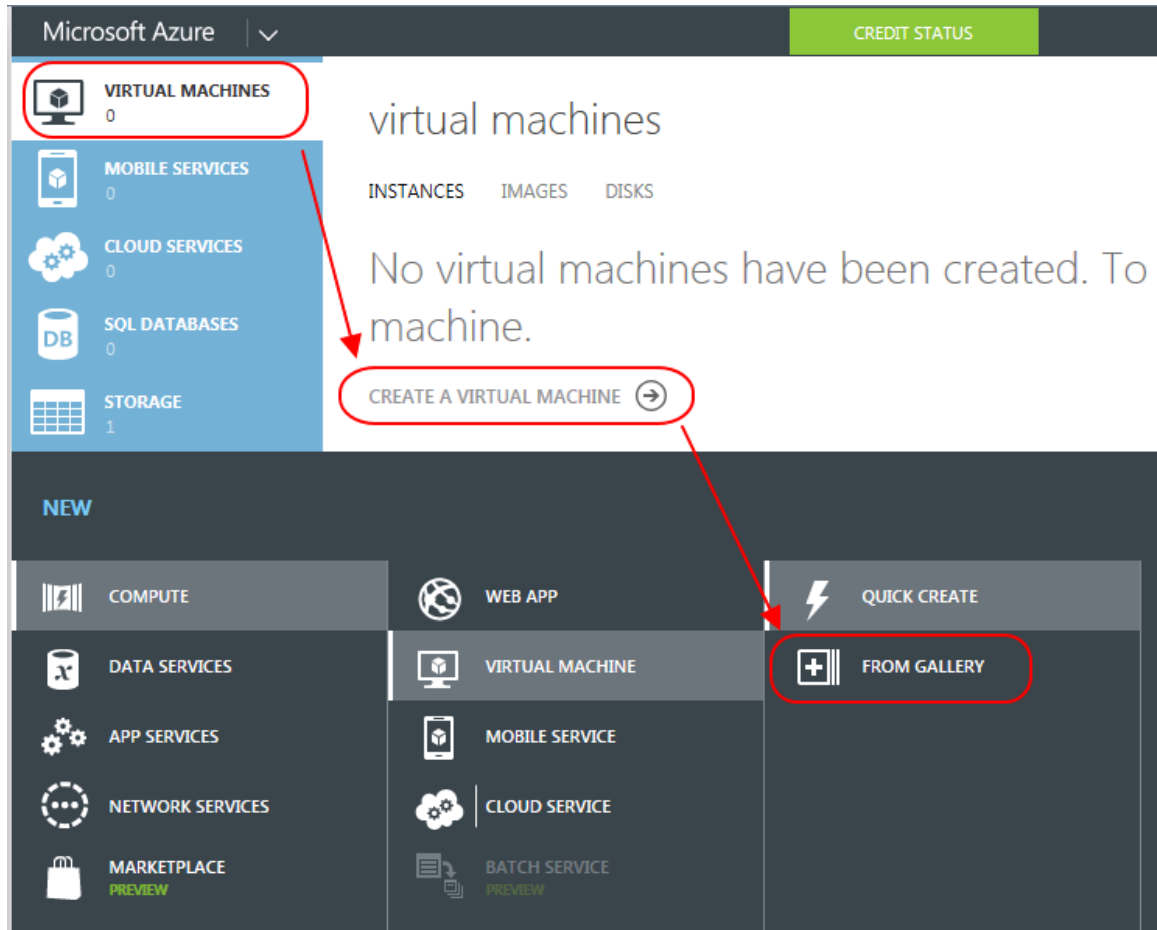 Microsoft Azure
CREDIT STATUS
VIRTUAL MACHINES
0
MOBILE SERVICES
0
CLOUD SERVICES
0
SQL DATABASES
0
DB
STORAGE
1
virtual machines
INSTANCES IMAGES DISKS
No virtual machines have been created. To
machine.
CREATE A VIRTUAL MACHINE
NEW
COMPUTE
DATA SERVICES
x
APP SERVICES
NETWORK SERVICES
MARKETPLACE
PREVIEW
WEB APP
VIRTUAL MACHINE
MOBILE SERVICE
CLOUD SERVICE
BATCH SERVICE
PREVIEW
QUICK CREATE
FROM GALLERY